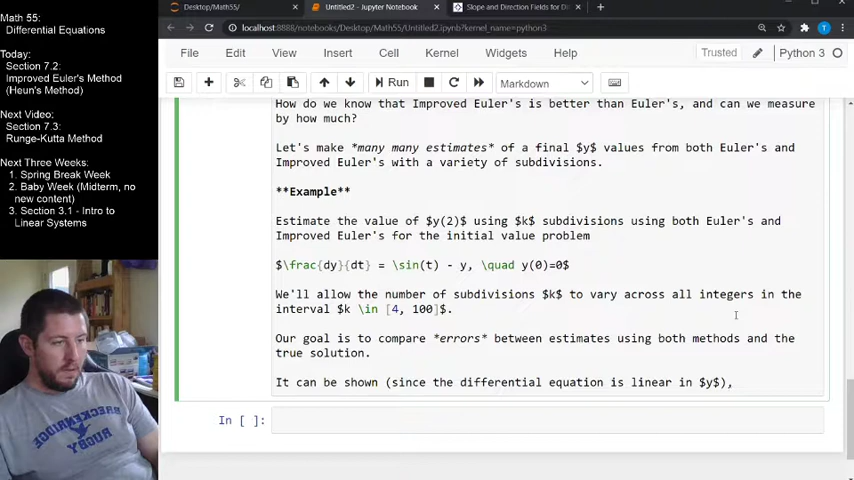 Math 55:
Differential Equations
Today:
Section 7.2
Improved Euler's Method
(Heun's Method)
Next Video:
Section 7.3
Runge-Kutta Method
Next Three Weeks:
1. Spring Break Week
2. Baby Week (Midterm, no
new content)
3. Section 3.1 - Intro to
Linear Systems
Desktop/Math55/
Untitled2 - Jupyter Notebook
Slope and Direction Fields for Di
localhost:8888/notebooks/Desktop/Math55/Untitled2.ipynb?kernel_name=python3
File Edit View Insert Cell Kernel Widgets Help Trusted Python 3
Run Markdown
How do we know that Improved Euler's is better than Euler's, and can we measure
by how much?
Let's make *many many estimates* of a final $y$ values from both Euler's and
Improved Euler's with a variety of subdivisions.
**Example**
Estimate the value of $y(2)$ using $k$ subdivisions using both Euler's and
Improved Euler's for the initial value problem
$\frac{dy}{dt} = \sin(t) - y, \quad y(0)=0$
We'll allow the number of subdivisions $k$ to vary across all integers in the
interval $k \in [4, 100]$.
Our goal is to compare *errors* between estimates using both methods and the
true solution.
It can be shown (since the differential equation is linear in $y$),
In [ ]:
BRECKENRIDGE
RUGBY